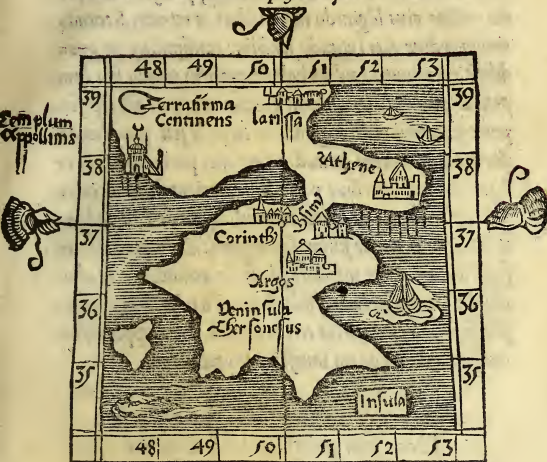 48 49 50 51 52 53
39 39
Terrafirma
Continens
larissa
Templum
Appollinis
38 38
Athene
37 37
Corinth
Argos
36 36
Peninsula
Chersonesus
35 35
Insula
48 49 50 51 52 53